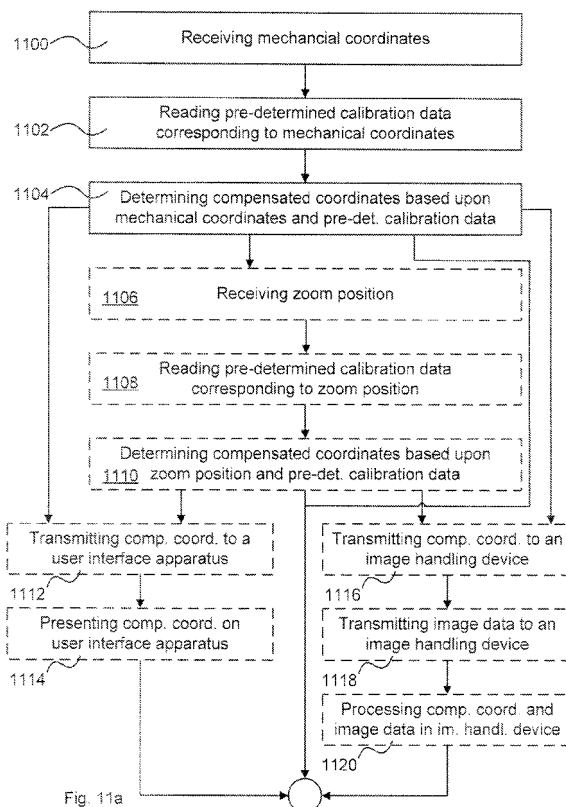 1100
Receiving mechancial coordinates
1102
Reading pre-determined calibration data
corresponding to mechanical coordinates
1104
Determining compensated coordinates based upon
mechanical coordinates and pre-det. calibration data
1106
Receiving zoom position
1108
Reading pre-determined calibration data
corresponding to zoom position
Determining compensated coordinates based upon
1110
zoom position and pre-det. calibration data
Transmitting comp. coord. to a
user interface apparatus
1112
Transmitting comp. coord. to an
image handling device
1116
Presenting comp. coord. on
user interface apparatus
1114
Transmitting image data to an
image handling device
1118
Processing comp. coord. and
image data in im. handl. device
1120
Fig. 11a